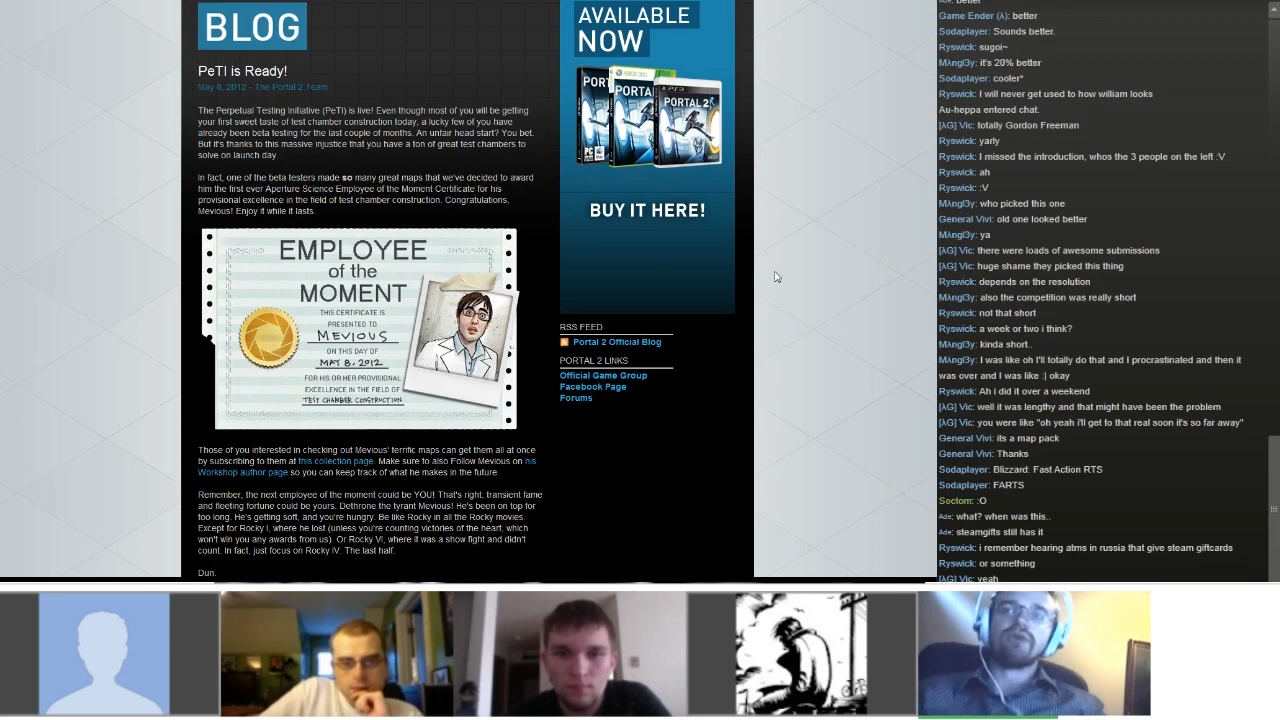 BLOG
PeTI is Ready!
May 8, 2012 - The Portal 2 Team
The Perpetual Testing Initiative (PeTI) is live! Even though most of you will be getting
your first sweet taste of test chamber construction today, a lucky few of you have
already been beta testing for the last couple of months. An unfair head start? You bet.
But it's thanks to this massive injustice that you have a ton of great test chambers to
solve on launch day.
In fact, one of the beta testers made so many great maps that we've decided to award
him the first ever Aperture Science Employee of the Moment Certificate for his
provisional excellence in the field of test chamber construction. Congratulations,
Mevious! Enjoy it while it lasts.
EMPLOYEE
of the
MOMENT
THIS CERTIFICATE IS
PRESENTED TO
MEVIOUS
ON THIS DAY OF
MAY 8, 2012
FOR HIS OR HER PROVISIONAL
EXCELLENCE IN THE FIELD OF
TEST CHAMBER CONSTRUCTION
Those of you interested in checking out Mevious' terrific maps can get them all at once
by subscribing to them at this collection page. Make sure to also Follow Mevious on his
Workshop author page so you can keep track of what he makes in the future.
Remember, the next employee of the moment could be YOU! That's right: transient fame
and fleeting fortune could be yours. Dethrone the tyrant Mevious! He's been on top for
too long. He's getting soft, and you're hungry. Be like Rocky in all the Rocky movies.
Except for Rocky I, where he lost (unless you're counting victories of the heart, which
won't win you any awards from us). Or Rocky VI, where it was a show fight and didn't
count. In fact, just focus on Rocky IV. The last half.
Dun.
AVAILABLE
NOW
PORTAL 2
XBOX 360
PS3
PC
Mac
BUY IT HERE!
RSS FEED
Portal 2 Official Blog
PORTAL 2 LINKS
Official Game Group
Facebook Page
Forums
Ade: better
Game Ender (λ): better
Sodaplayer: Sounds better.
Ryswick: sugoi~
Mλngl3y: it's 20% better
Sodaplayer: cooler*
Ryswick: I will never get used to how william looks
Au-heppa entered chat.
[λG] Vic: totally Gordon Freeman
Ryswick: yarly
Ryswick: I missed the introduction, whos the 3 people on the left :V
Ryswick: ah
Ryswick: :V
Mλngl3y: who picked this one
General Vivi: old one looked better
Mλngl3y: ya
[λG] Vic: there were loads of awesome submissions
[λG] Vic: huge shame they picked this thing
Ryswick: depends on the resolution
Mλngl3y: also the competition was really short
Ryswick: not that short
Ryswick: a week or two i think?
Mλngl3y: kinda short..
Mλngl3y: I was like oh I'll totally do that and I procrastinated and then it
was over and I was like :| okay
Ryswick: Ah i did it over a weekend
[λG] Vic: well it was lengthy and that might have been the problem
[λG] Vic: you were like "oh yeah i'll get to that real soon it's so far away"
General Vivi: its a map pack
General Vivi: Thanks
Sodaplayer: Blizzard: Fast Action RTS
Sodaplayer: FARTS
Soctom: :O
Ade: what? when was this..
Ade: steamgifts still has it
Ryswick: i remember hearing atms in russia that give steam giftcards
Ryswick: or something
[λG] Vic: yeah